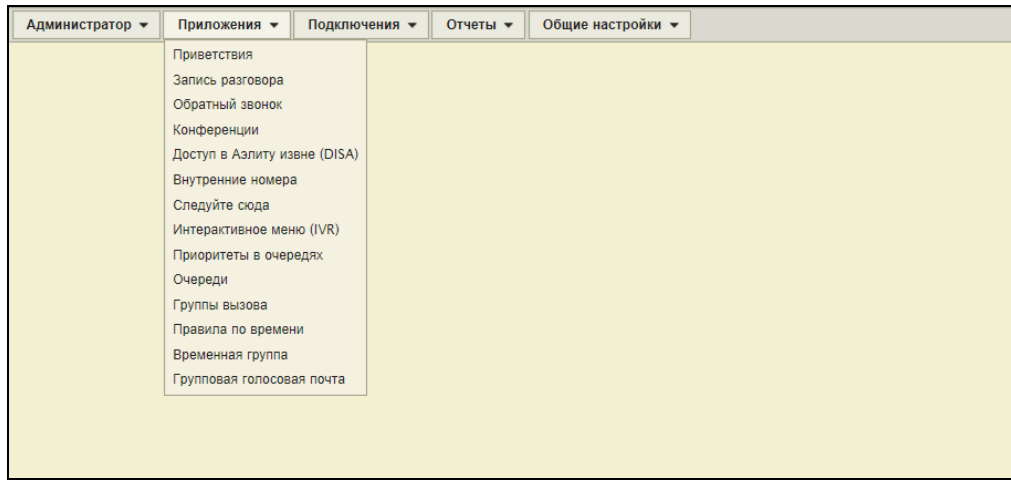 Администратор Приложения Подключения Отчеты Общие настройки
Приветствия
Запись разговора
Обратный звонок
Конференции
Доступ в Аэлиту извне (DISA)
Внутренние номера
Следуйте сюда
Интерактивное меню (IVR)
Приоритеты в очередях
Очереди
Группы вызова
Правила по времени
Временная группа
Групповая голосовая почта